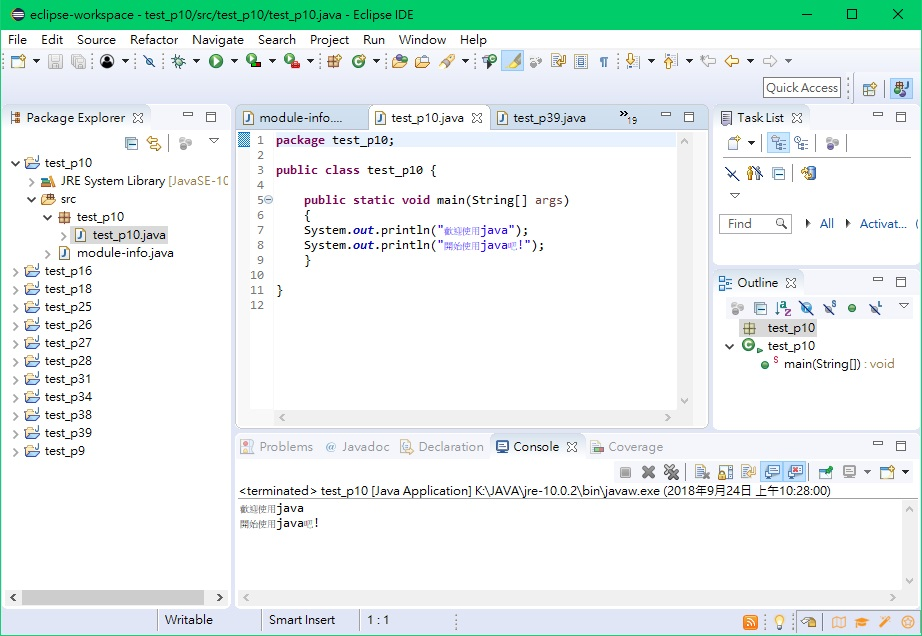 eclipse-workspace - test_p10/src/test_p10/test_p10.java - Eclipse IDE
File Edit Source Refactor Navigate Search Project Run Window Help
Quick Access
Package Explorer
test_p10
JRE System Library [JavaSE-10
src
test_p10
test_p10.java
module-info.java
test_p16
test_p18
test_p25
test_p26
test_p27
test_p28
test_p31
test_p34
test_p38
test_p39
test_p9
module-info.... test_p10.java test_p39.java »19
1 package test_p10;
2
3 public class test_p10 {
4
5 public static void main(String[] args)
6 {
7 System.out.println("歡迎使用java");
8 System.out.println("開始使用java吧!");
9 }
10
11 }
12
Task List
Find All Activat...
Outline
test_p10
test_p10
main(String[]) : void
Problems Javadoc Declaration Console Coverage
<terminated> test_p10 [Java Application] K:\JAVA\jre-10.0.2\bin\javaw.exe (2018年9月24日 上午10:28:00)
歡迎使用java
開始使用java吧!
Writable Smart Insert 1 : 1